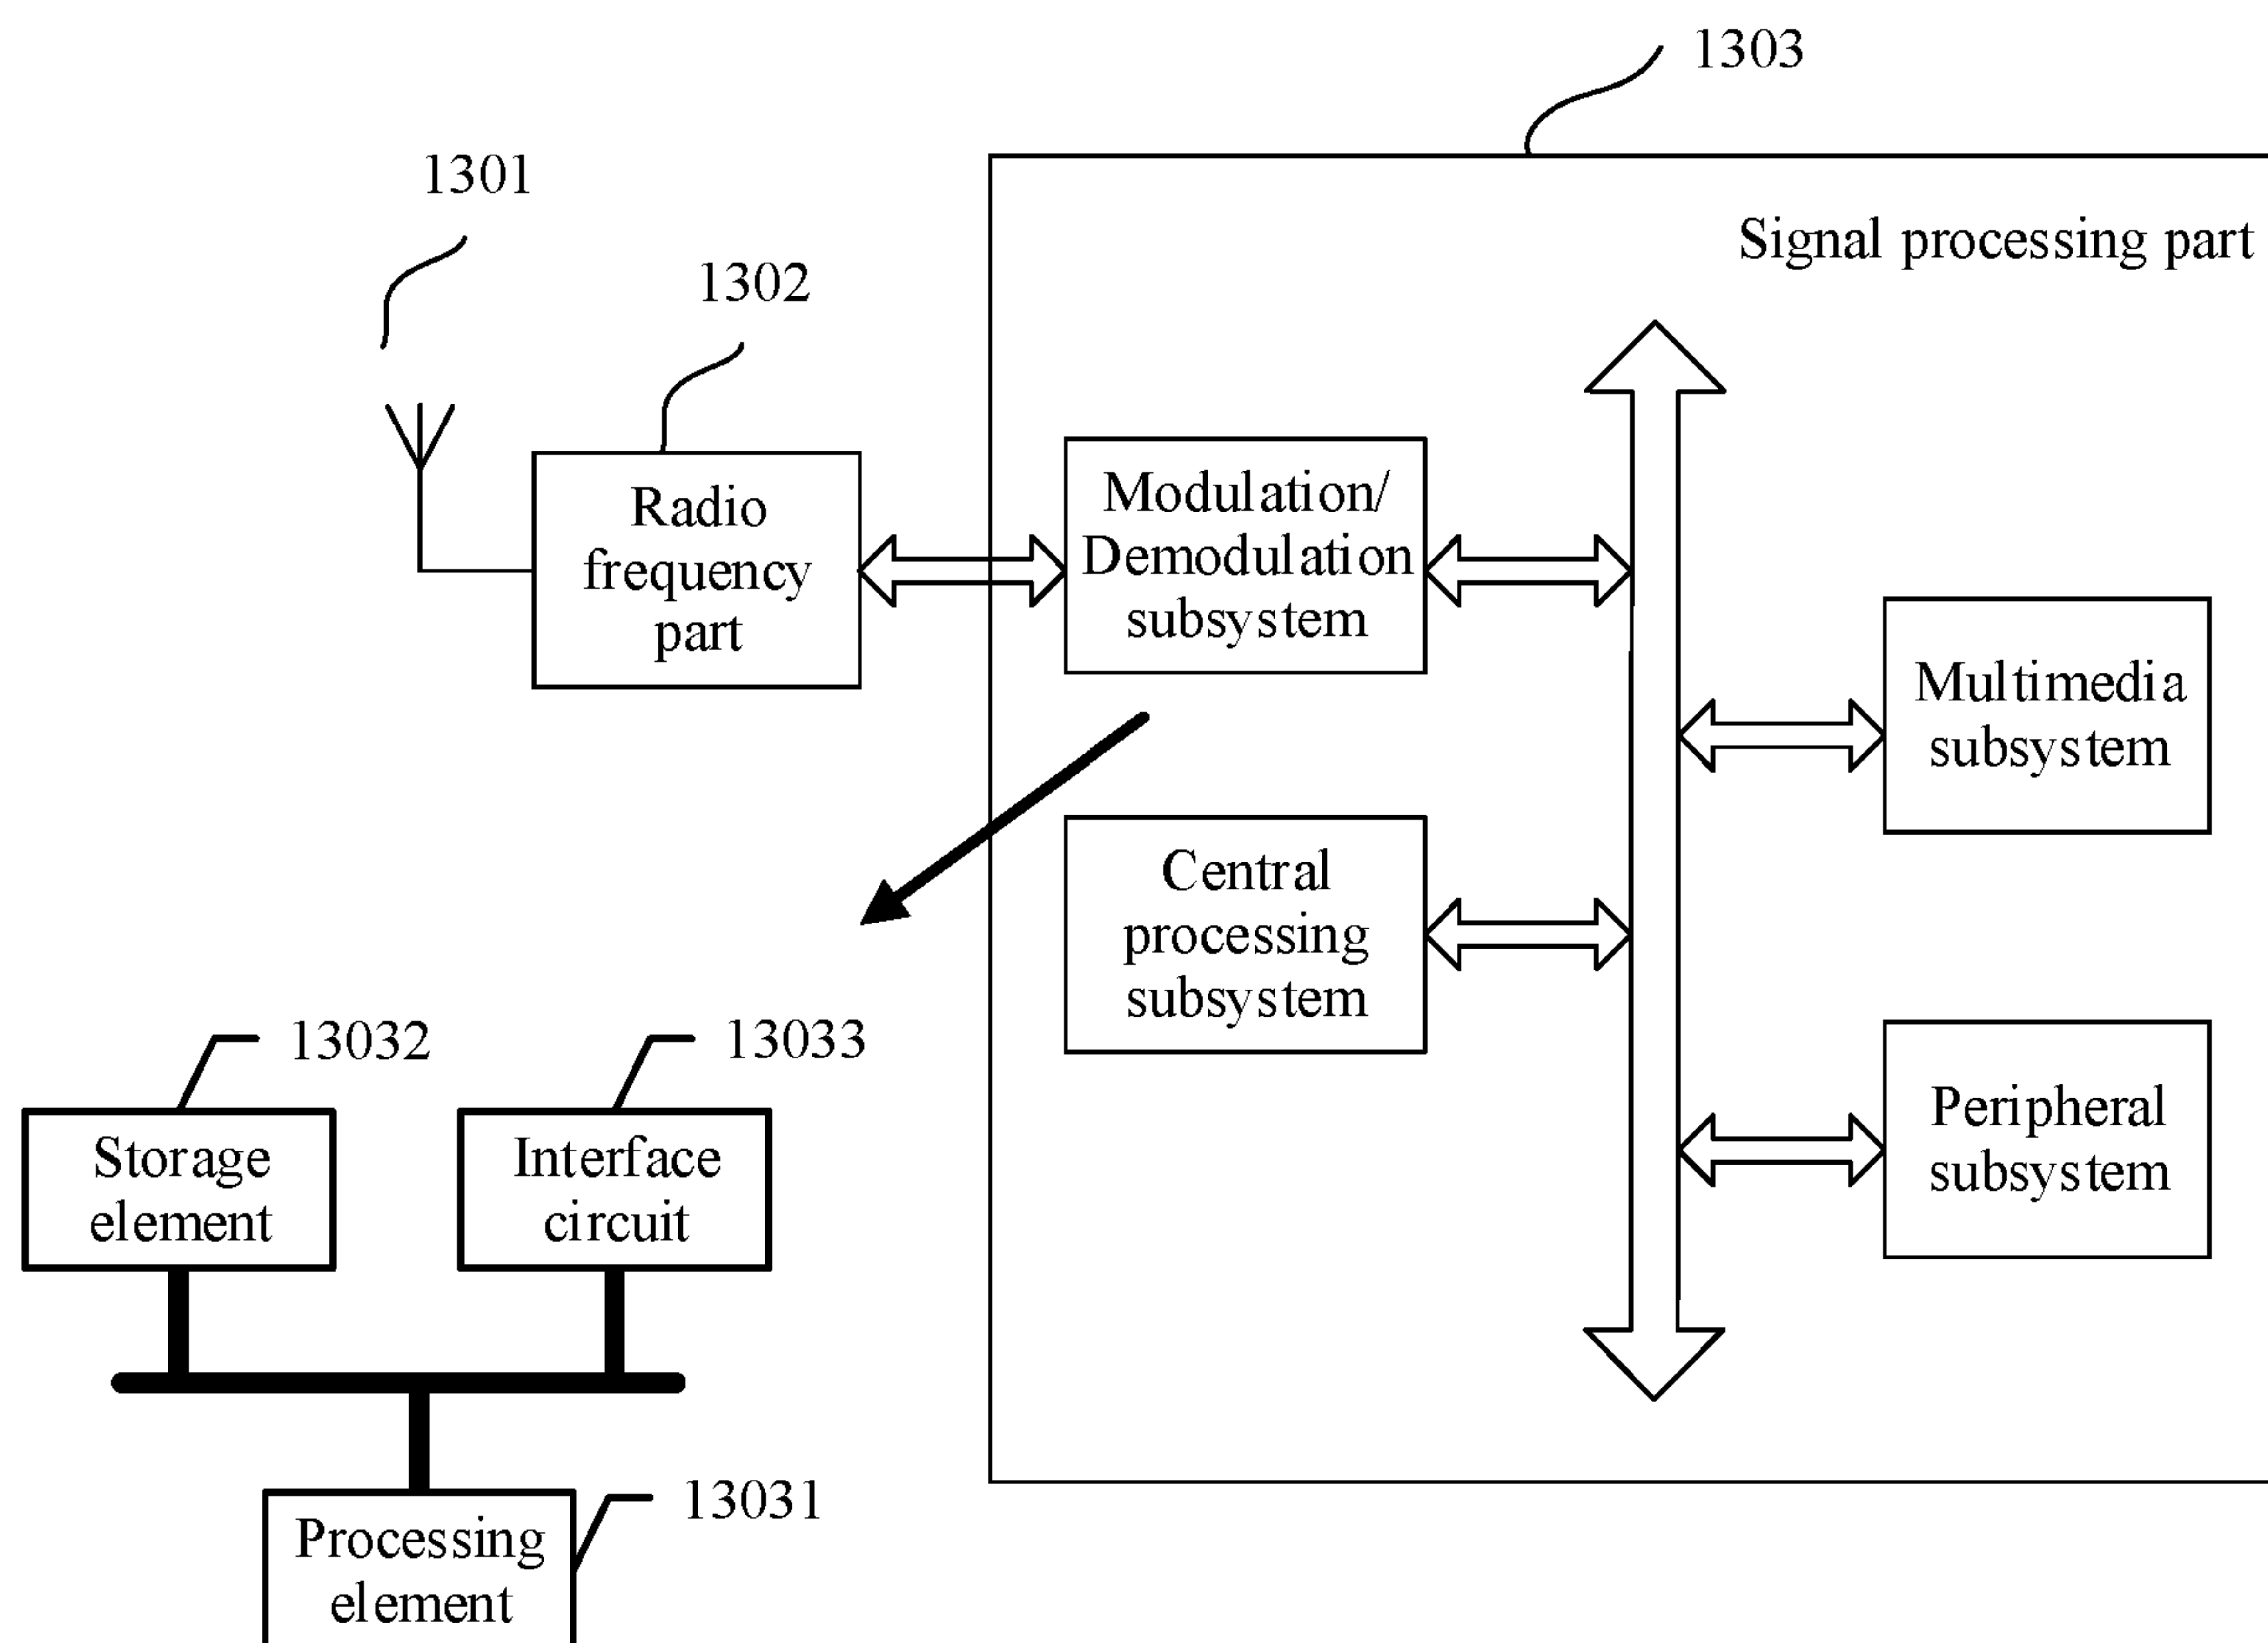 1303
1301
Signal processing part
1302
Modulation/
Demodulation
subsystem
Radio
frequency
part
Multimedia
subsystem
Central
processing
subsystem
13032
13033
Peripheral
subsystem
Storage
element
Interface
circuit
13031
Processing
element